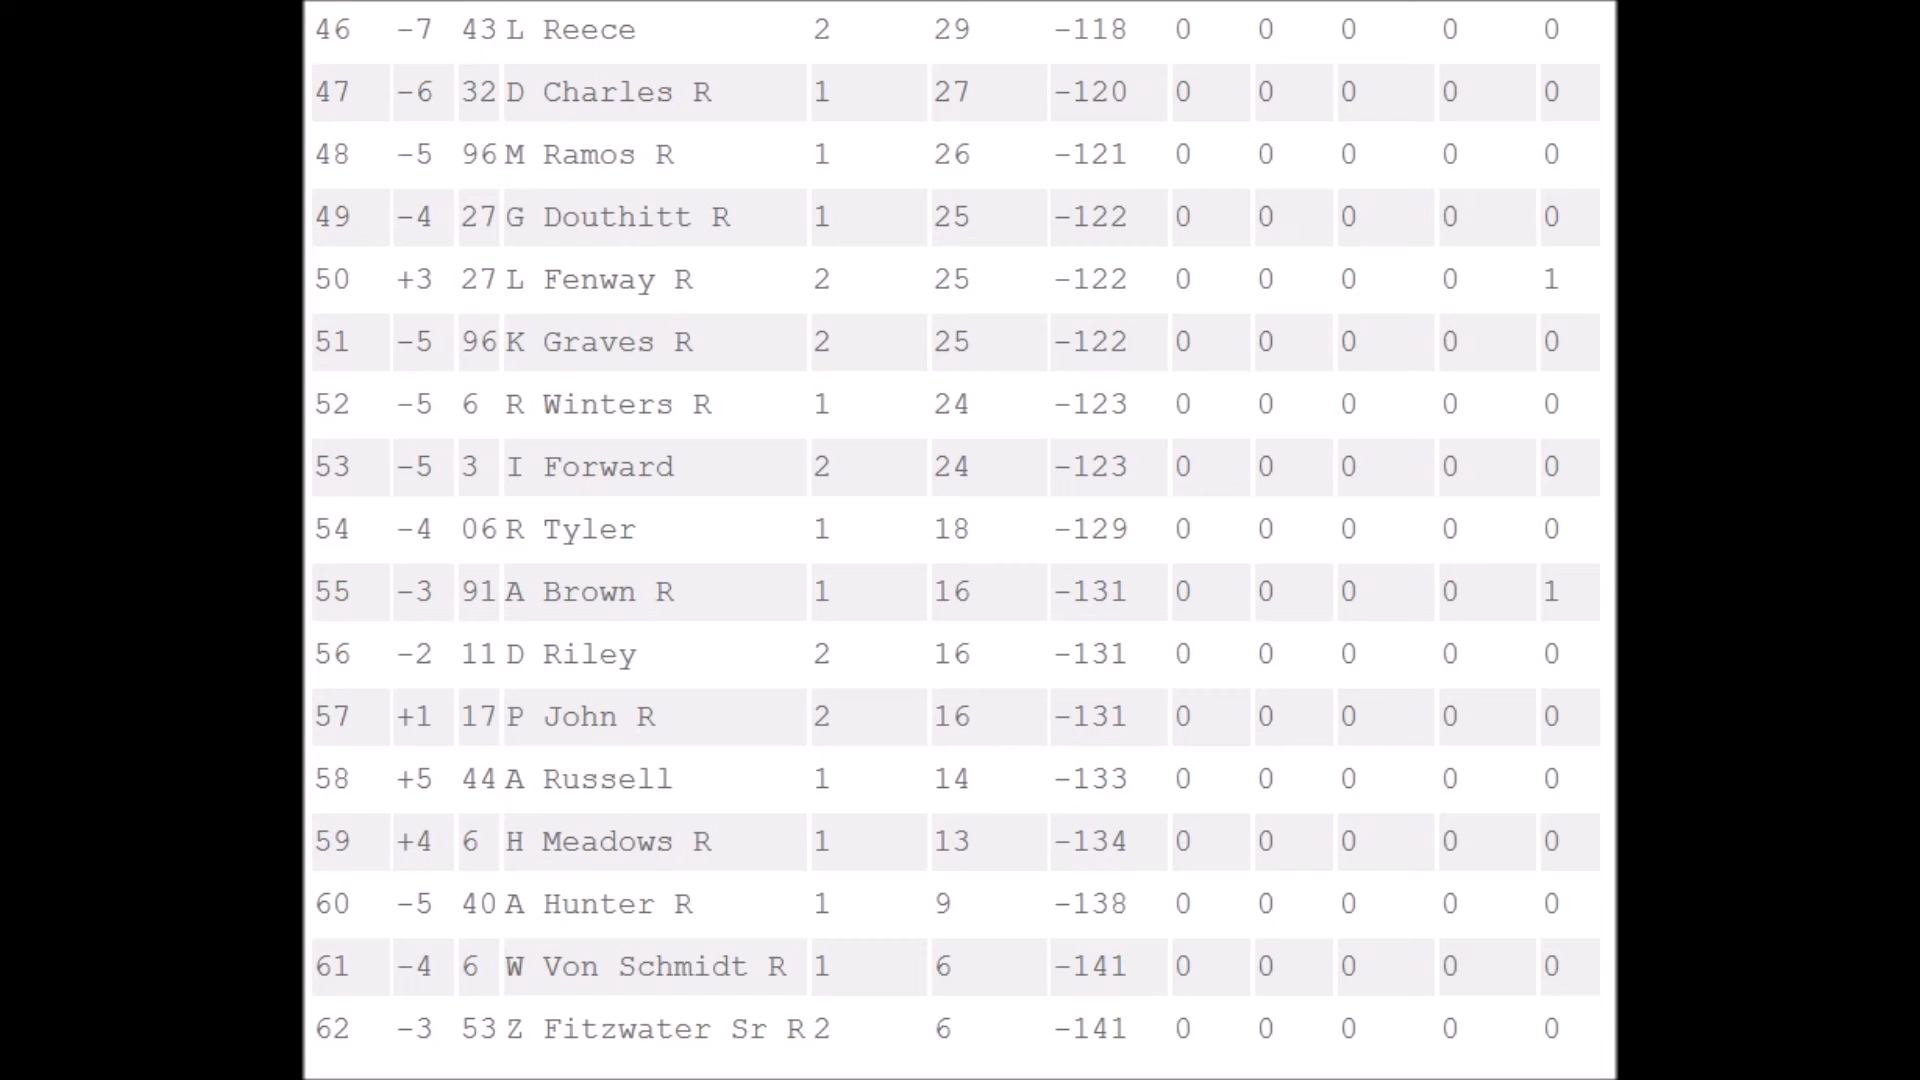 46 -7 43 L Reece 2 29 -118 0 0 0 0 0
47 -6 32 D Charles R 1 27 -120 0 0 0 0 0
48 -5 96 M Ramos R 1 26 -121 0 0 0 0 0
49 -4 27 G Douthitt R 1 25 -122 0 0 0 0 0
50 +3 27 L Fenway R 2 25 -122 0 0 0 0 1
51 -5 96 K Graves R 2 25 -122 0 0 0 0 0
52 -5 6 R Winters R 1 24 -123 0 0 0 0 0
53 -5 3 I Forward 2 24 -123 0 0 0 0 0
54 -4 06 R Tyler 1 18 -129 0 0 0 0 0
55 -3 91 A Brown R 1 16 -131 0 0 0 0 1
56 -2 11 D Riley 2 16 -131 0 0 0 0 0
57 +1 17 P John R 2 16 -131 0 0 0 0 0
58 +5 44 A Russell 1 14 -133 0 0 0 0 0
59 +4 6 H Meadows R 1 13 -134 0 0 0 0 0
60 -5 40 A Hunter R 1 9 -138 0 0 0 0 0
61 -4 6 W Von Schmidt R 1 6 -141 0 0 0 0 0
62 -3 53 Z Fitzwater Sr R 2 6 -141 0 0 0 0 0